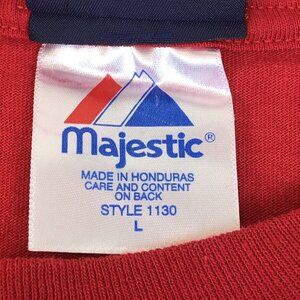 Majestic®
MADE IN HONDURAS
CARE AND CONTENT
ON BACK
STYLE 1130
L